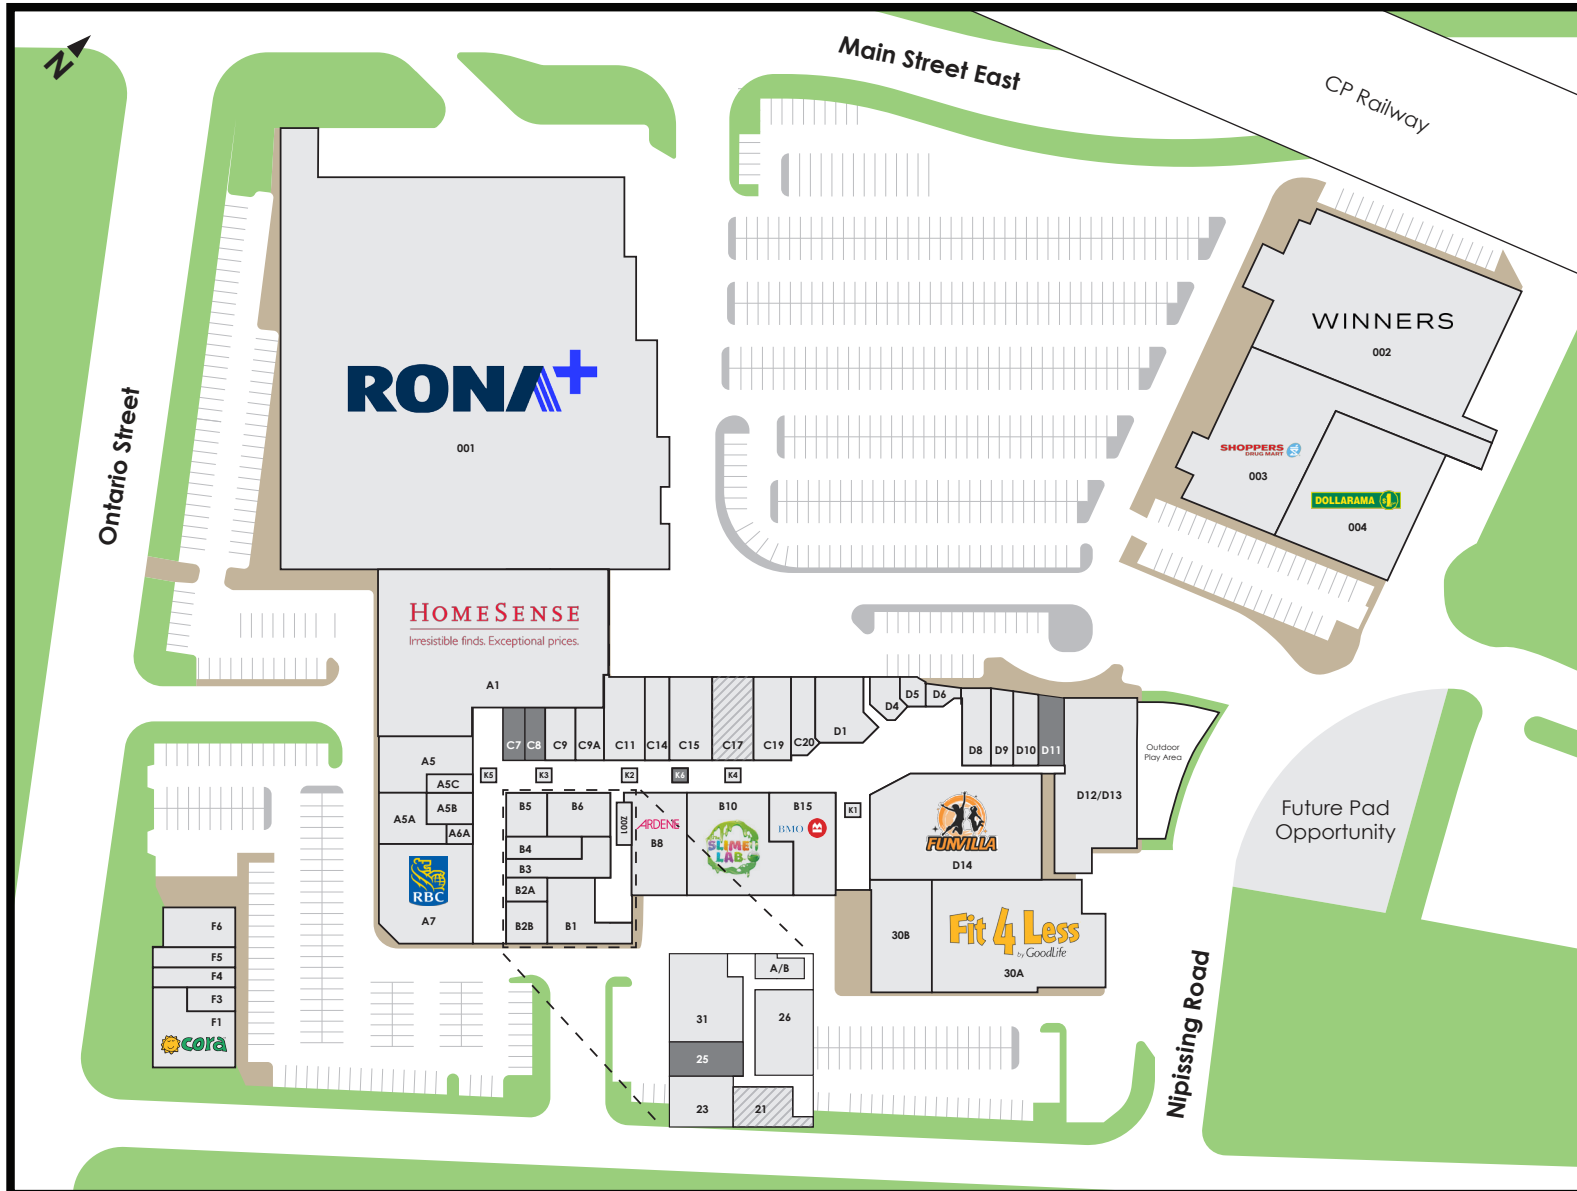 N
Main Street East
CP Railway
Ontario Street
RONA+
001
WINNERS
002
SHOPPERS
DRUG MART
003
DOLLARAMA $1
004
HOMESENSE
Irresistible finds. Exceptional prices.
A1
C7
C8
C9
C9A
C11
C14
C15
C17
C19
C20
D1
D4
D5
D6
D8
D9
D10
D11
Outdoor
Play Area
D12/D13
Future Pad
Opportunity
A5
A5C
A5B
A5A
A6A
K5
K3
K2
K6
K4
K1
B5
B6
Z001
B4
B3
B2A
B2B
B1
ARDENE
B8
B10
SLIME
LAB
B15
BMO
FUNVILLA
D14
RBC
A7
30B
Fit 4 Less
by GoodLife
30A
F6
F5
F4
F3
F1
cora
A/B
31
26
25
23
21
Nipissing Road